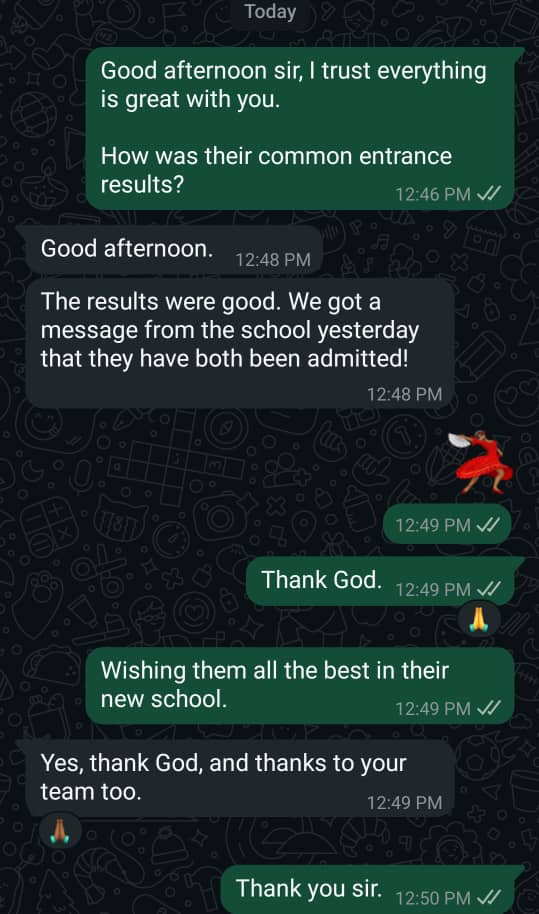 Today
Good afternoon sir, I trust everything
is great with you.
How was their common entrance
results?
12:46 PM
Good afternoon.
12:48 PM
The results were good. We got a
message from the school yesterday
that they have both been admitted!
12:48 PM
12:49 PM
Thank God.
12:49 PM
Wishing them all the best in their
new school.
12:49 PM
Yes, thank God, and thanks to your
team too.
12:49 PM
Thank you sir.
12:50 PM